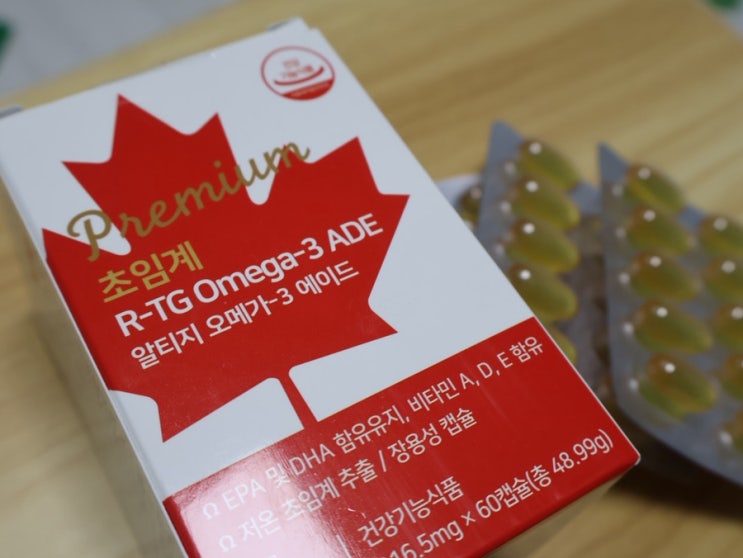 Premium
초임계
R-TG Omega-3 ADE
알티지 오메가-3 에이드
Ω EPA 및 DHA 함유유지, 비타민 A, D, E 함유
Ω 저온 초임계 추출 / 장용성 캡슐
건강기능식품
16.5mg x 60캡슐(총 48.99g)